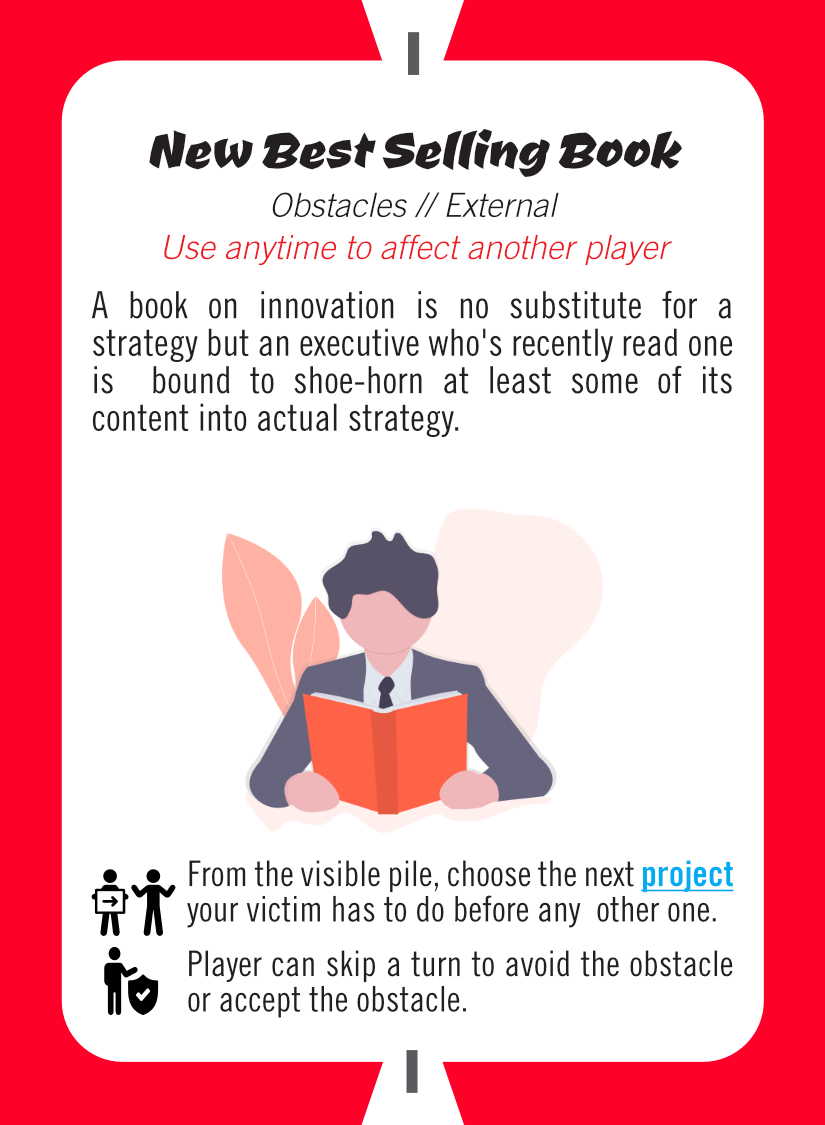 New Best Selling Book
Obstacles // External
Use anytime to affect another player
A book on innovation is no substitute for a
strategy but an executive who's recently read one
is bound to shoe-horn at least some of its
content into actual strategy.
From the visible pile, choose the next project
your victim has to do before any other one.
Player can skip a turn to avoid the obstacle
or accept the obstacle.